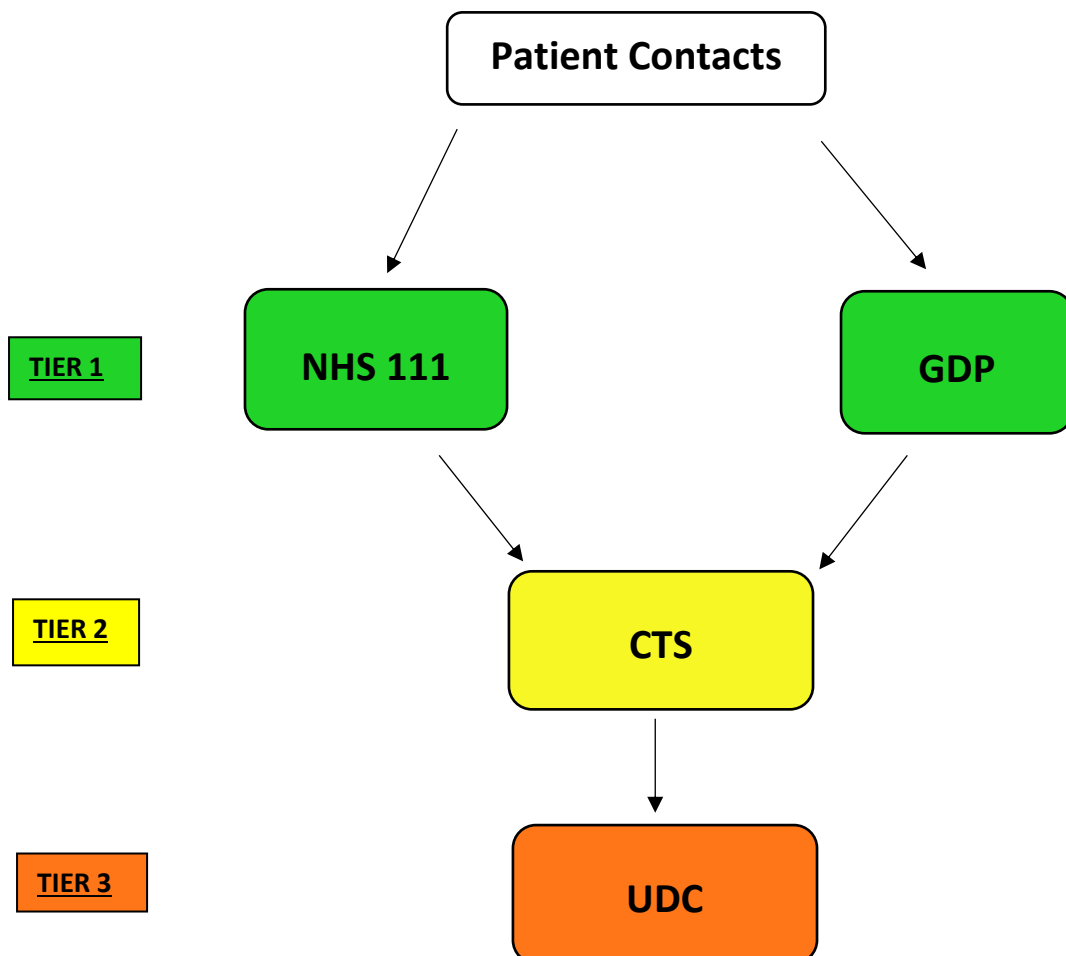 Patient Contacts
TIER 1
NHS 111
GDP
TIER 2
CTS
TIER 3
UDC